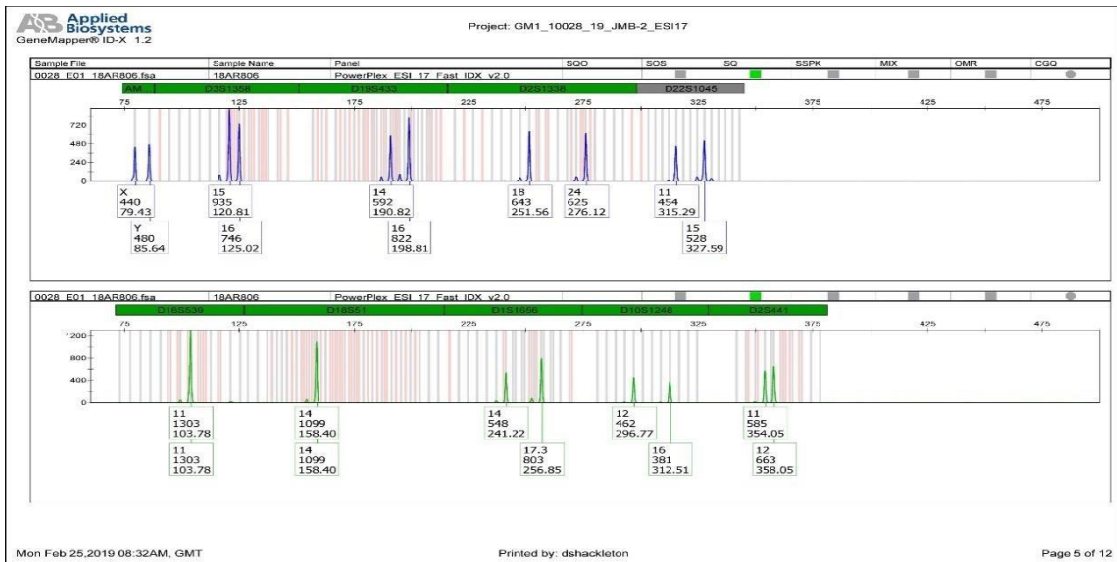 AB Applied Biosystems
GeneMapper® ID-X 1.2
Project: GM1_10028_19_JMB-2_ESI17
Sample File Sample Name Panel SQO SOS SQ SSPK MIX OMR CGQ
0028_E01_18AR806.fsa 18AR806 PowerPlex_ESI_17_Fast_IDX_v2.0
AM D3S1358 D19S433 D2S1338 D22S1045
75 125 175 225 275 325 375 425 475
720
480
240
0
X 15 14 18 24 11
440 935 592 643 625 454
79.43 120.81 190.82 251.56 276.12 315.29
Y 16 16 15
480 746 822 528
85.64 125.02 198.81 327.59
0028_E01_18AR806.fsa 18AR806 PowerPlex_ESI_17_Fast_IDX_v2.0
D16S539 D18S51 D1S1656 D10S1248 D2S441
75 125 175 225 275 325 375 425 475
1200
800
400
0
11 14 14 12 11
1303 1099 548 462 585
103.78 158.40 241.22 296.77 354.05
11 14 17.3 16 12
1303 1099 803 381 663
103.78 158.40 256.85 312.51 358.05
Mon Feb 25,2019 08:32AM, GMT Printed by: dshackleton Page 5 of 12